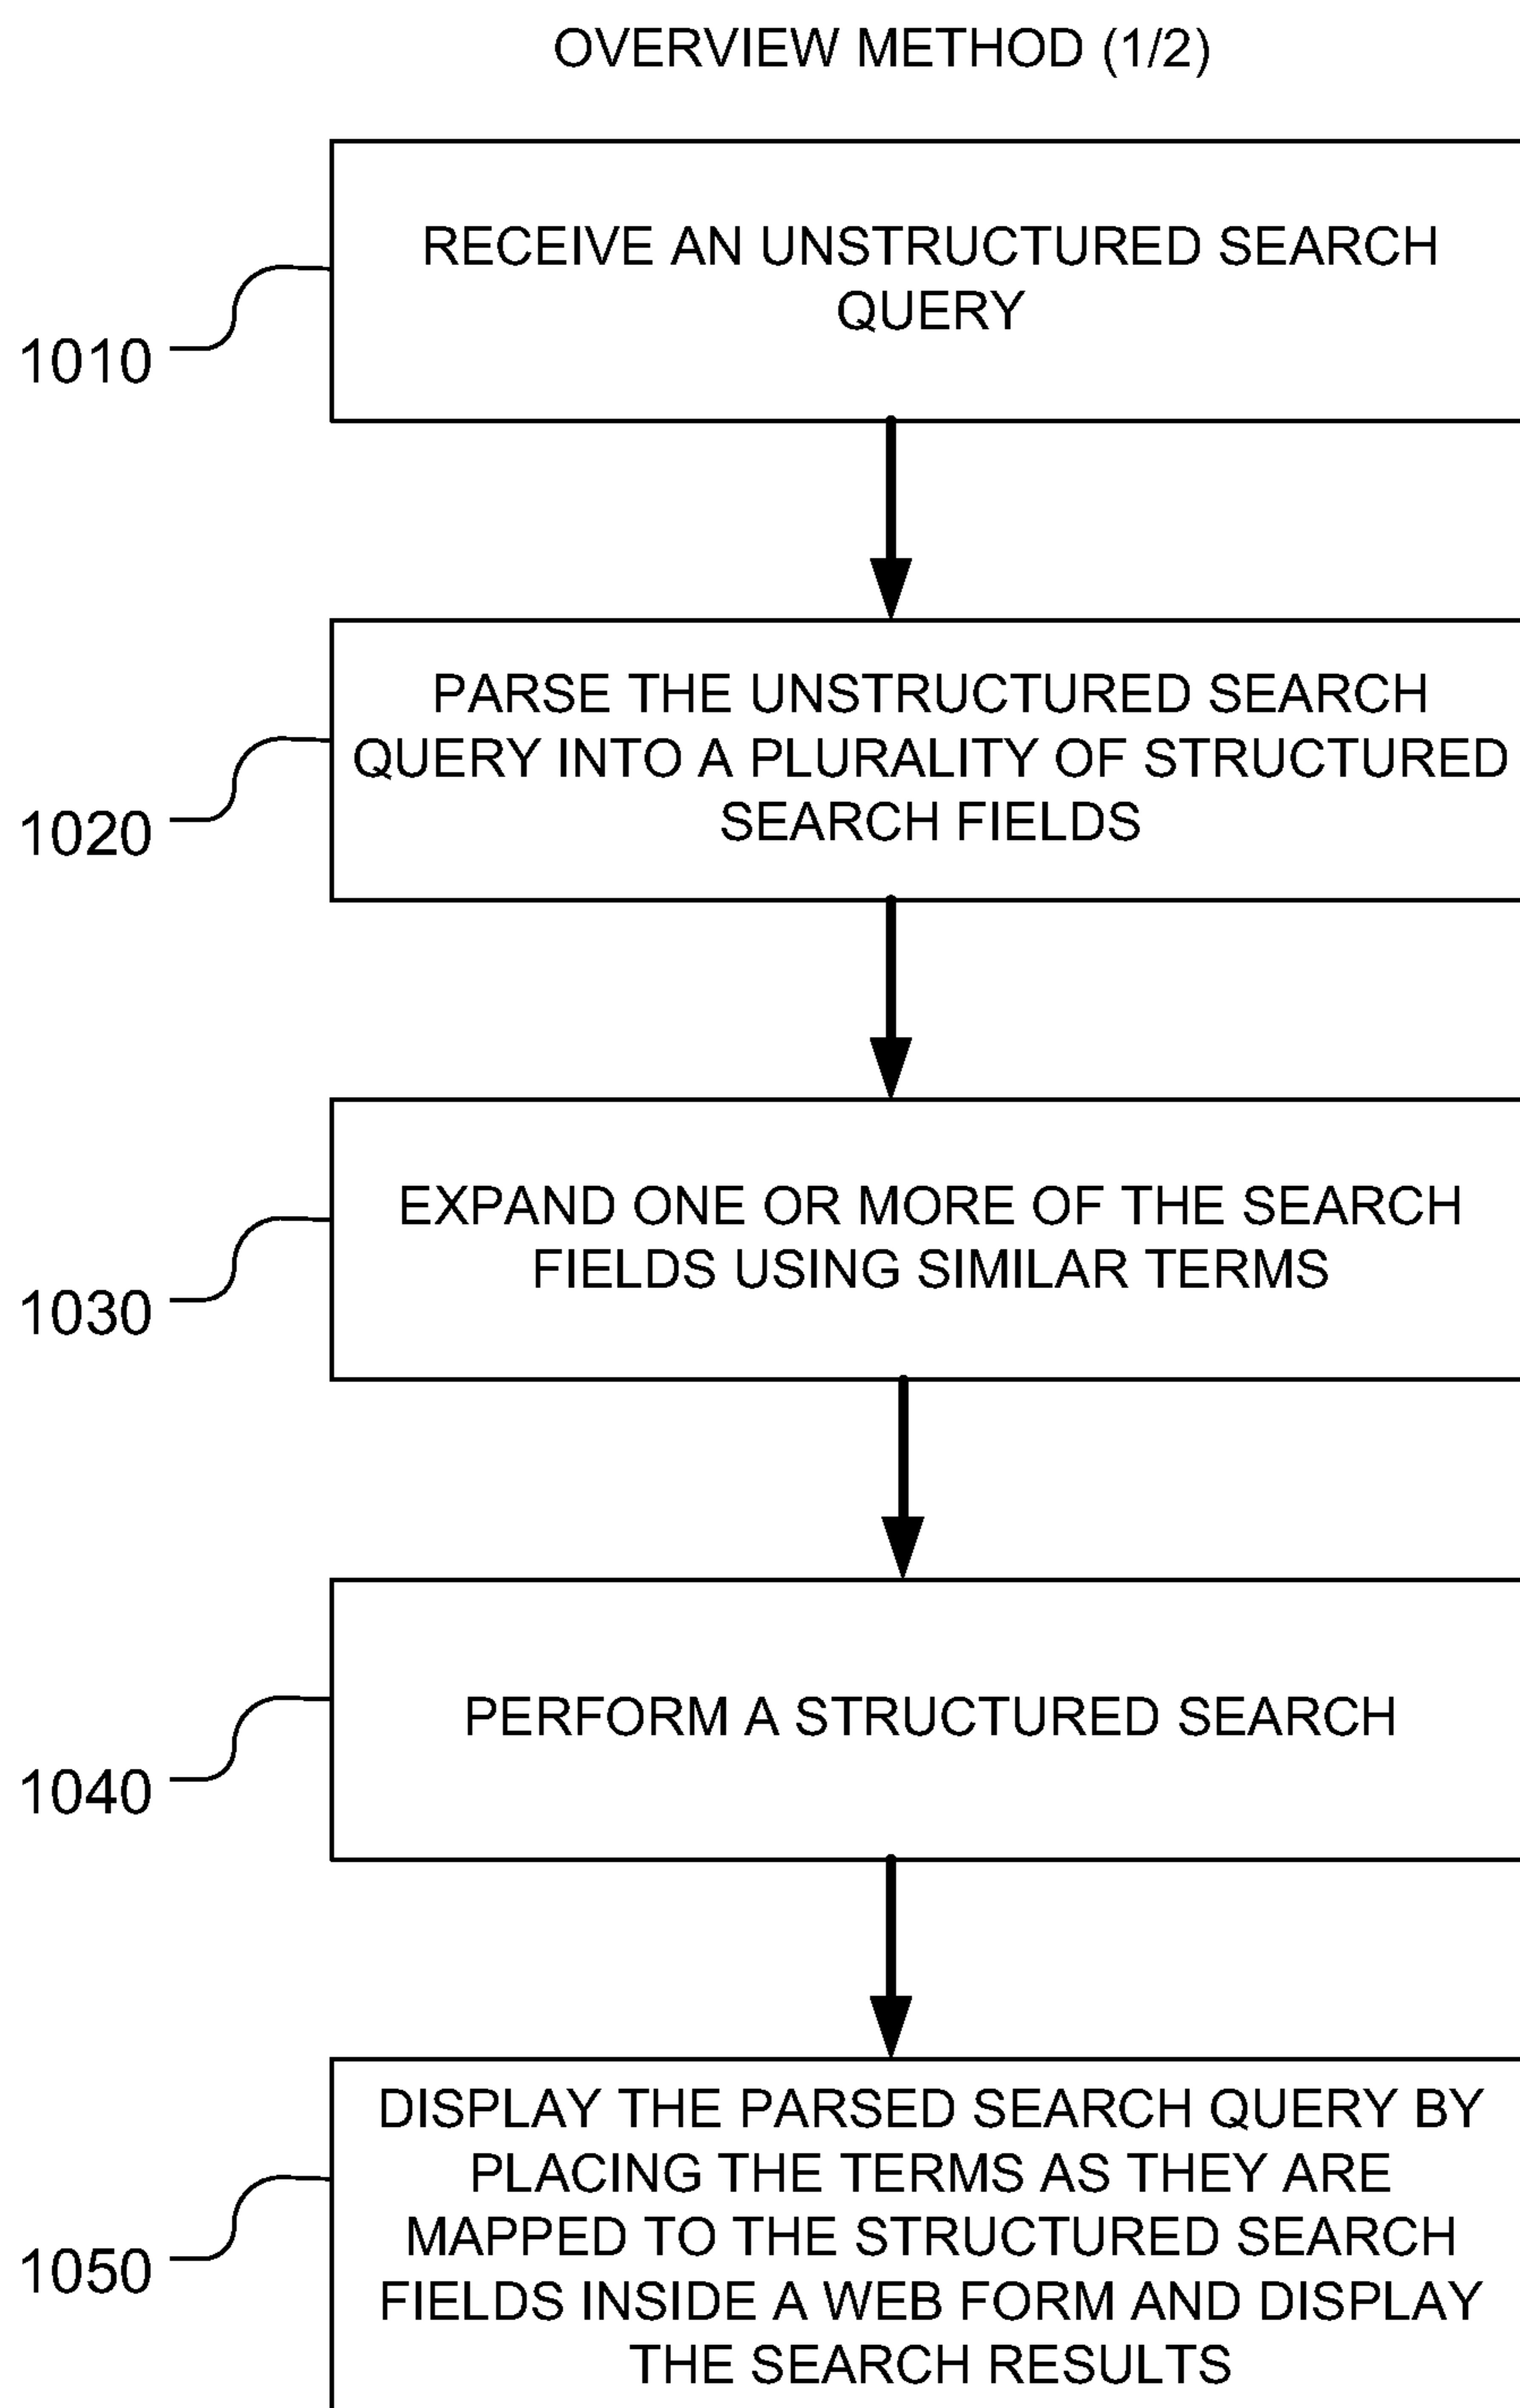 OVERVIEW METHOD (1/2)
RECEIVE AN UNSTRUCTURED SEARCH
QUERY
1010
PARSE THE UNSTRUCTURED SEARCH
QUERY INTO A PLURALITY OF STRUCTURED
SEARCH FIELDS
1020
EXPAND ONE OR MORE OF THE SEARCH
FIELDS USING SIMILAR TERMS
1030
PERFORM A STRUCTURED SEARCH
1040
DISPLAY THE PARSED SEARCH QUERY BY
PLACING THE TERMS AS THEY ARE
MAPPED TO THE STRUCTURED SEARCH
FIELDS INSIDE A WEB FORM AND DISPLAY
THE SEARCH RESULTS
1050